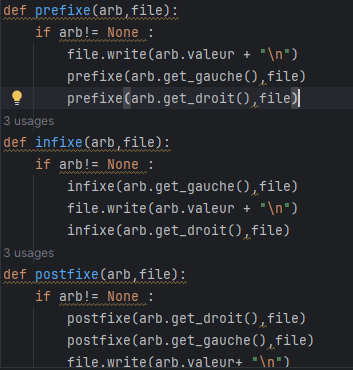 def prefixe(arb,file):
    if arb!= None :
        file.write(arb.valeur + "\n")
        prefixe(arb.get_gauche(),file)
        prefixe(arb.get_droit(),file)
3 usages
def infixe(arb,file):
    if arb!= None :
        infixe(arb.get_gauche(),file)
        file.write(arb.valeur + "\n")
        infixe(arb.get_droit(),file)
3 usages
def postfixe(arb,file):
    if arb!= None :
        postfixe(arb.get_droit(),file)
        postfixe(arb.get_gauche(),file)
        file.write(arb.valeur+ "\n")